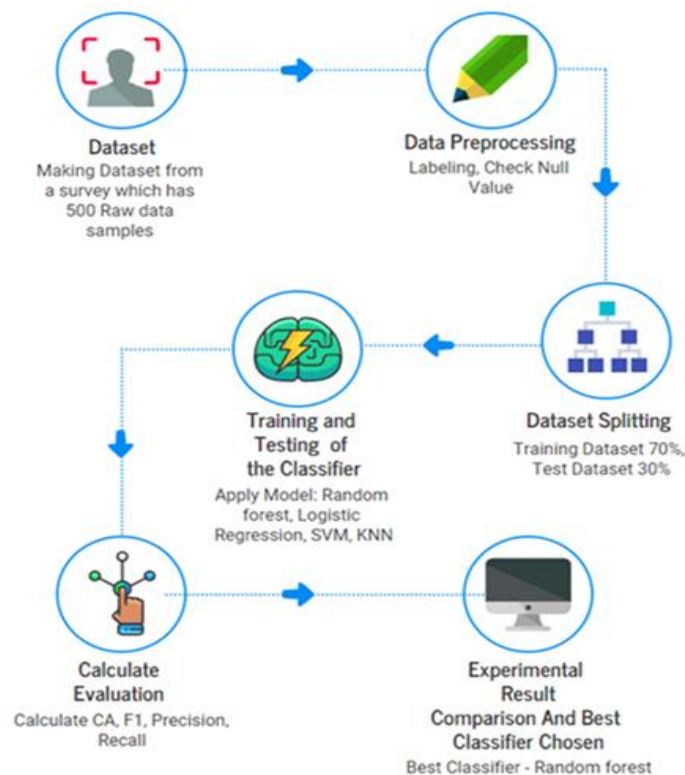 Dataset
Making Dataset from
a survey which has
500 Raw data
samples
Data Preprocessing
Labeling, Check Null
Value
Dataset Splitting
Training Dataset 70%,
Test Dataset 30%
Training and
Testing of
the Classifier
Apply Model: Random
forest, Logistic
Regression, SVM, KNN
Calculate
Evaluation
Calculate CA, F1, Precision,
Recall
Experimental
Result
Comparison And Best
Classifier Chosen
Best Classifier - Random forest